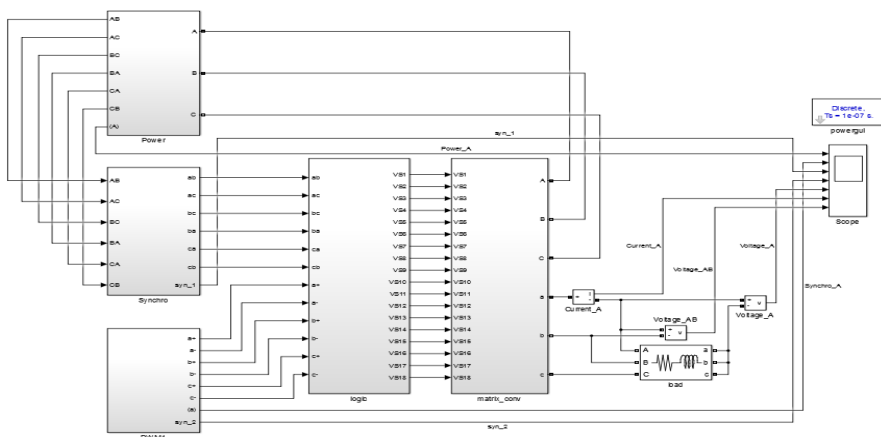 AB
AC
BC
BA
CA
CB
(A)
A
B
C
Power
Discrete,
Ts = 1e-07 s.
powergui
syn_1
Power_A
Scope
AB
AC
BC
BA
CA
CB
ab
ac
bc
ba
ca
cb
syn_1
Synchro
ab
ac
bc
ba
ca
cb
a+
a-
b+
b-
c+
c-
VS1
VS2
VS3
VS4
VS5
VS6
VS7
VS8
VS9
VS10
VS11
VS12
VS13
VS14
VS15
VS16
VS17
VS18
logic
VS1
VS2
VS3
VS4
VS5
VS6
VS7
VS8
VS9
VS10
VS11
VS12
VS13
VS14
VS15
VS16
VS17
VS18
A
B
C
a
b
c
matrix_conv
Current_A
Voltage_A
Voltage_AB
Synchro_A
+
i
-
Current_A
+
-
v
Voltage_AB
+
-
v
Voltage_A
A
B
C
a
b
c
load
a+
a-
b+
b-
c+
c-
(a)
syn_2
syn_2